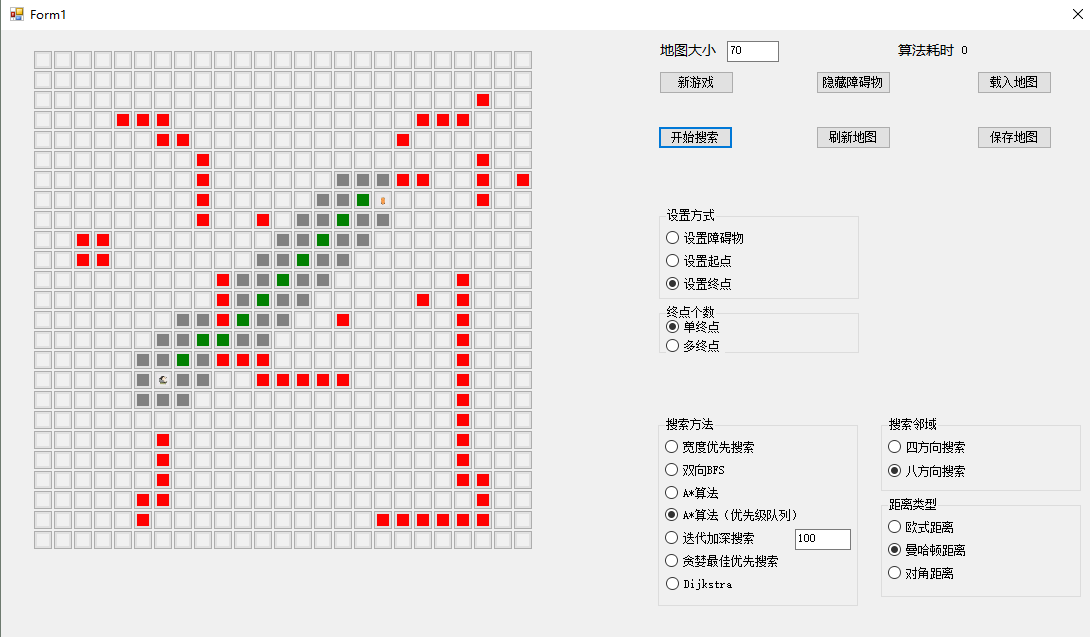 Form1
地图大小 70 算法耗时 0
新游戏 隐藏障碍物 载入地图
开始搜索 刷新地图 保存地图
设置方式
设置障碍物
设置起点
设置终点
终点个数
单终点
多终点
搜索方法
宽度优先搜索
双向BFS
A*算法
A*算法（优先级队列）
迭代加深搜索 100
贪婪最佳优先搜索
Dijkstra
搜索邻域
四方向搜索
八方向搜索
距离类型
欧式距离
曼哈顿距离
对角距离